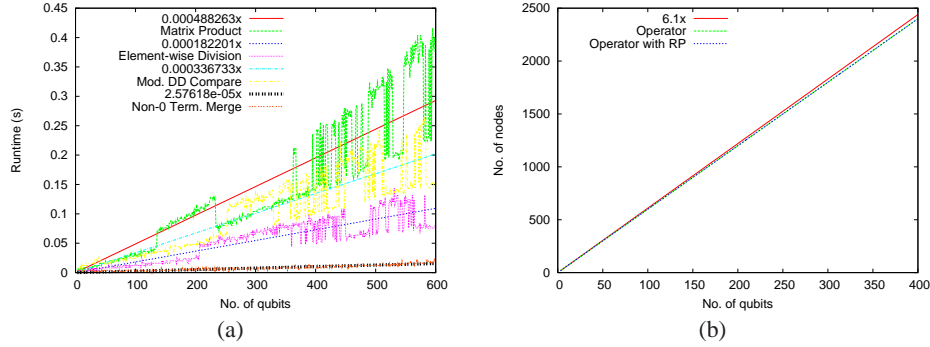 0.45
0.4
0.35
0.3
0.25
0.2
0.15
0.1
0.05
0
Runtime (s)
0.000488263x
Matrix Product
0.000182201x
Element-wise Division
0.000336733x
Mod. DD Compare
2.57618e-05x
Non-0 Term. Merge
0 100 200 300 400 500 600
No. of qubits
(a)
2500
2000
1500
1000
500
0
No. of nodes
6.1x
Operator
Operator with RP
0 50 100 150 200 250 300 350 400
No. of qubits
(b)